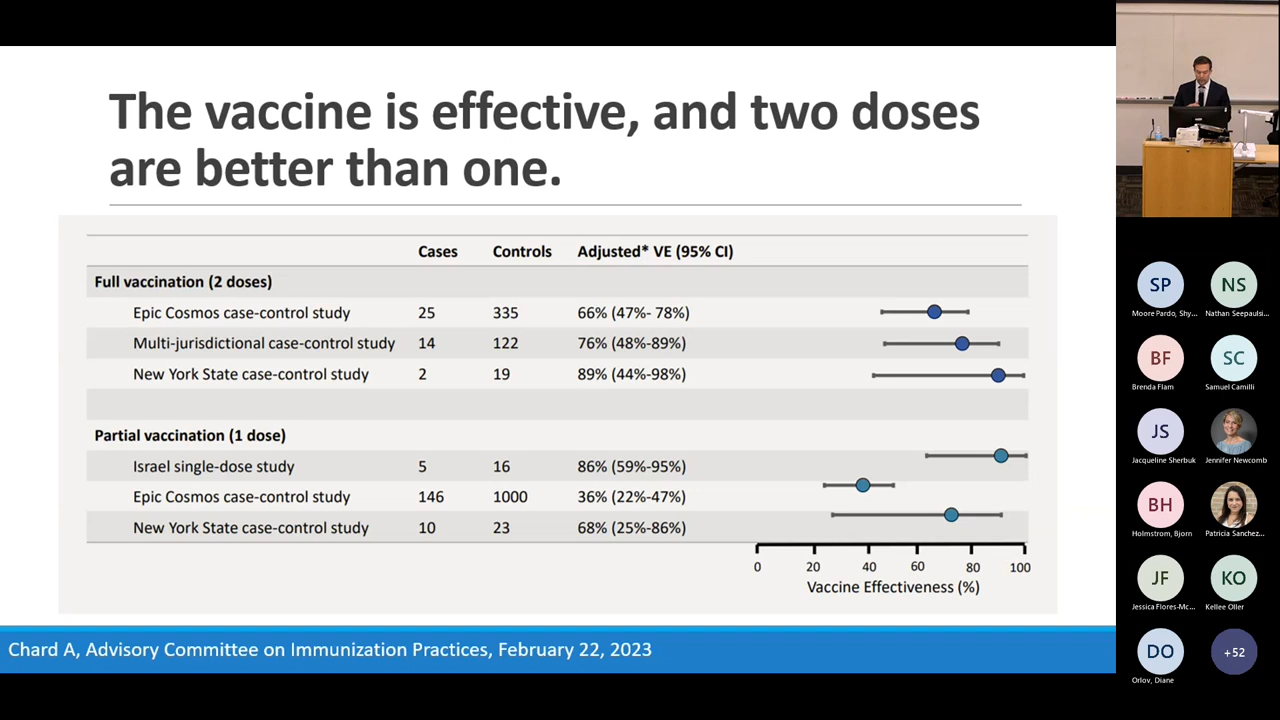 The vaccine is effective, and two doses
are better than one.
Cases Controls Adjusted* VE (95% CI)
Full vaccination (2 doses)
Epic Cosmos case-control study 25 335 66% (47%- 78%)
Multi-jurisdictional case-control study 14 122 76% (48%-89%)
New York State case-control study 2 19 89% (44%-98%)
Partial vaccination (1 dose)
Israel single-dose study 5 16 86% (59%-95%)
Epic Cosmos case-control study 146 1000 36% (22%-47%)
New York State case-control study 10 23 68% (25%-86%)
0 20 40 60 80 100
Vaccine Effectiveness (%)
Chard A, Advisory Committee on Immunization Practices, February 22, 2023
SP NS
Moore Pardo, Shy... Nathan Seepaulsi...
BF SC
Brenda Flam Samuel Camilli
JS
Jacqueline Sherbuk Jennifer Newcomb
BH
Holmstrom, Bjorn Patricia Sanchez...
JF KO
Jessica Flores-Mc... Kellee Oller
DO +52
Orlov, Diane